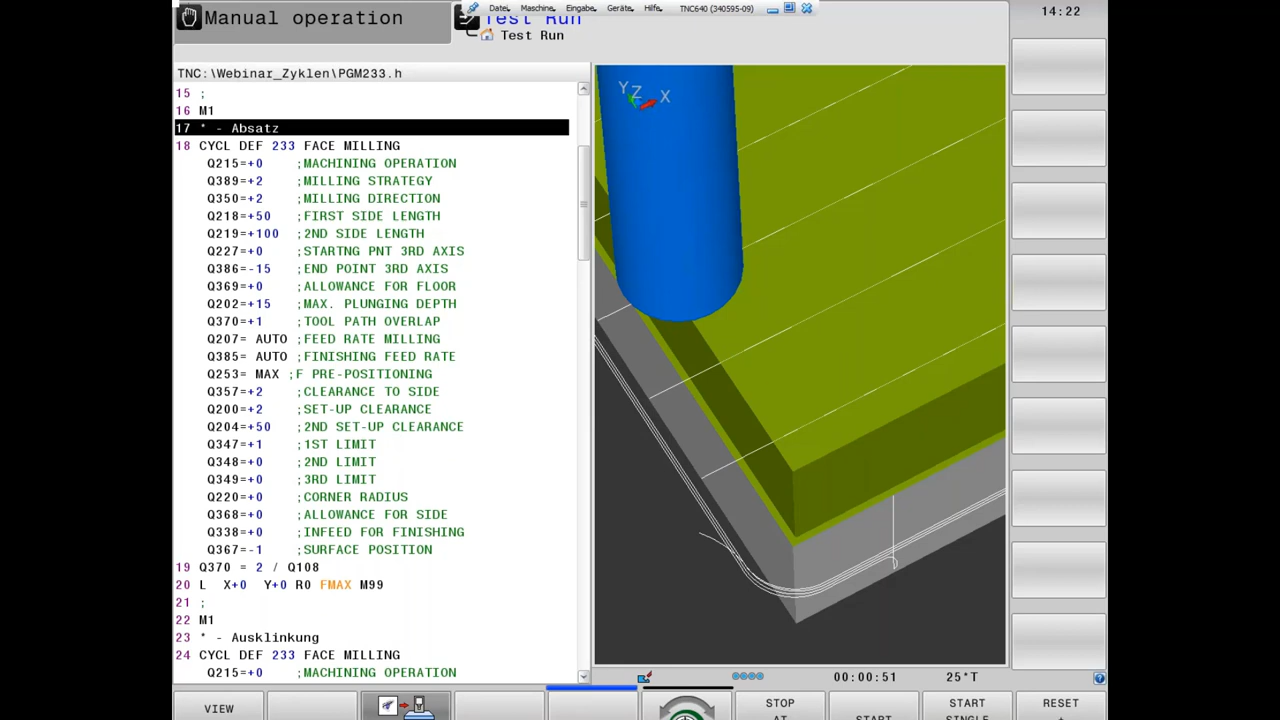 Manual operation
Datei Maschine. Eingabe. Geräte. Hilfe. TNC640 (340595-09)
Test Run
Test Run
14:22
TNC:\Webinar_Zyklen\PGM233.h
15 ;
16 M1
17 * - Absatz
18 CYCL DEF 233 FACE MILLING
Q215=+0 ;MACHINING OPERATION
Q389=+2 ;MILLING STRATEGY
Q350=+2 ;MILLING DIRECTION
Q218=+50 ;FIRST SIDE LENGTH
Q219=+100 ;2ND SIDE LENGTH
Q227=+0 ;STARTNG PNT 3RD AXIS
Q386=-15 ;END POINT 3RD AXIS
Q369=+0 ;ALLOWANCE FOR FLOOR
Q202=+15 ;MAX. PLUNGING DEPTH
Q370=+1 ;TOOL PATH OVERLAP
Q207= AUTO ;FEED RATE MILLING
Q385= AUTO ;FINISHING FEED RATE
Q253= MAX ;F PRE-POSITIONING
Q357=+2 ;CLEARANCE TO SIDE
Q200=+2 ;SET-UP CLEARANCE
Q204=+50 ;2ND SET-UP CLEARANCE
Q347=+1 ;1ST LIMIT
Q348=+0 ;2ND LIMIT
Q349=+0 ;3RD LIMIT
Q220=+0 ;CORNER RADIUS
Q368=+0 ;ALLOWANCE FOR SIDE
Q338=+0 ;INFEED FOR FINISHING
Q367=-1 ;SURFACE POSITION
19 Q370 = 2 / Q108
20 L X+0 Y+0 R0 FMAX M99
21 ;
22 M1
23 * - Ausklinkung
24 CYCL DEF 233 FACE MILLING
Q215=+0 ;MACHINING OPERATION
Y Z X
00:00:51 25*T
VIEW
STOP AT
START
START SINGLE
RESET +